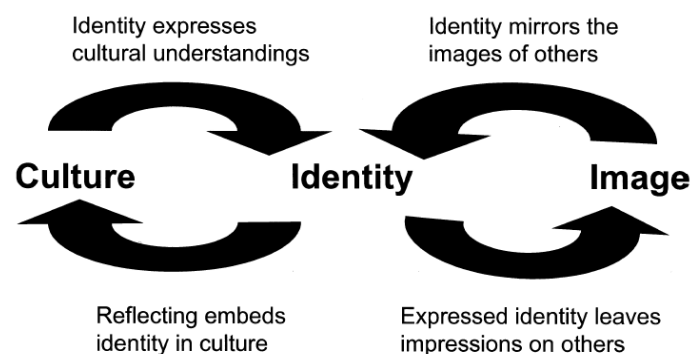 Identity expresses
cultural understandings
Identity mirrors the
images of others
Culture
Identity
Image
Reflecting embeds
identity in culture
Expressed identity leaves
impressions on others